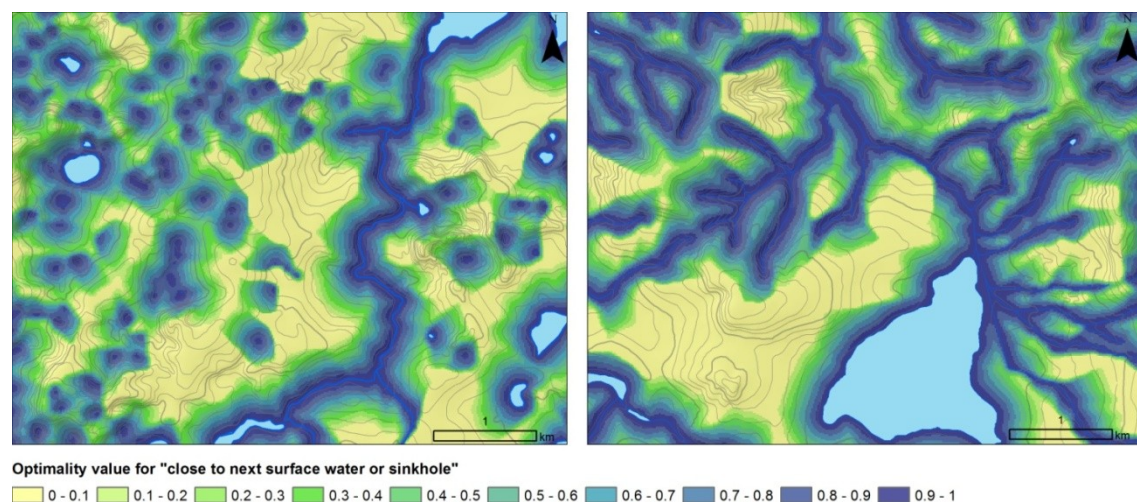 N
N
1
km
1
km
Optimality value for "close to next surface water or sinkhole"
0 - 0.1 0.1 - 0.2 0.2 - 0.3 0.3 - 0.4 0.4 - 0.5 0.5 - 0.6 0.6 - 0.7 0.7 - 0.8 0.8 - 0.9 0.9 - 1